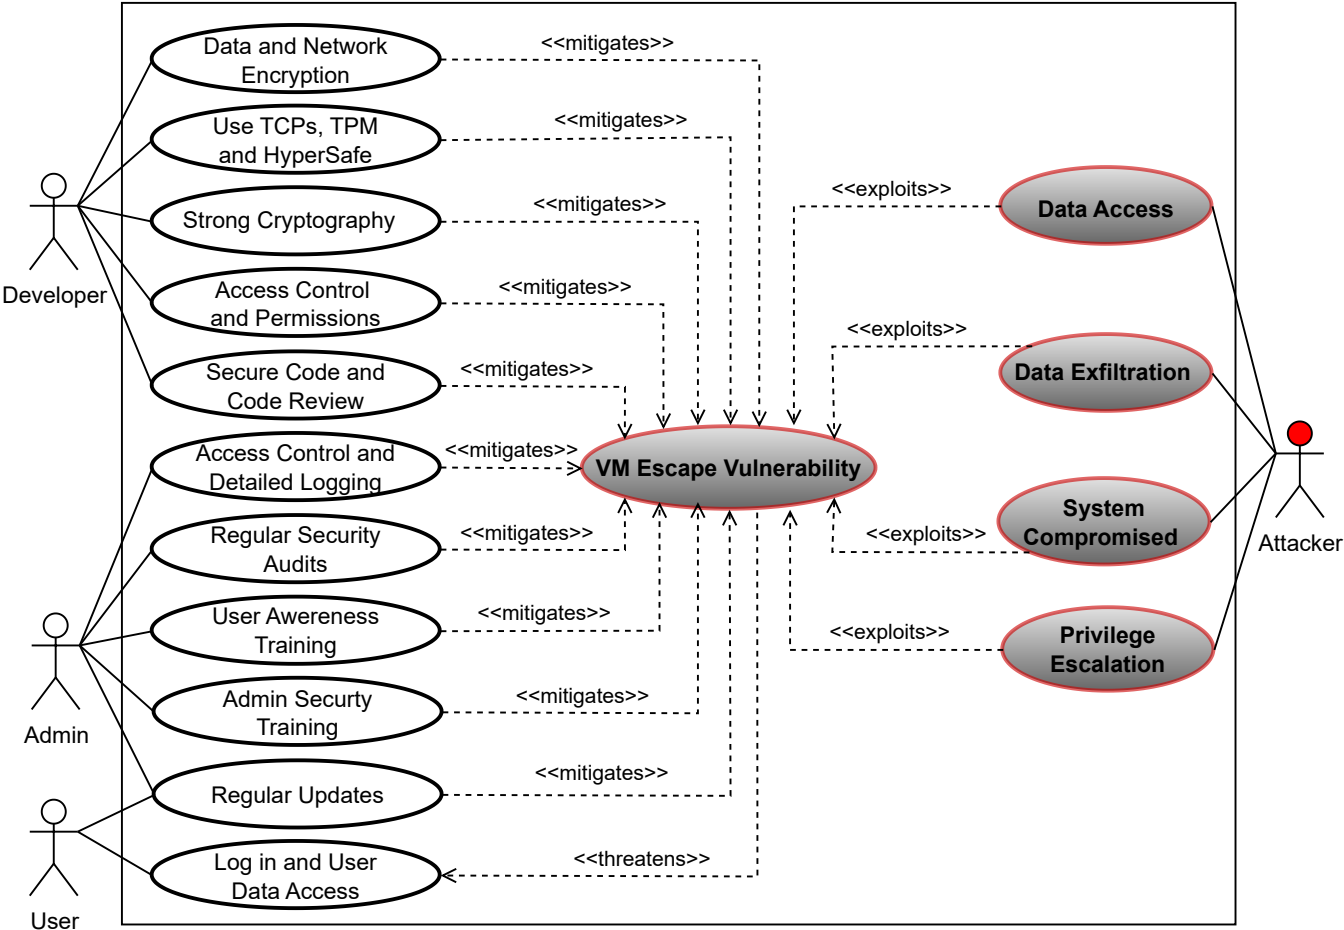 Data and Network
Encryption
<<mitigates>>
Use TCPs, TPM
and HyperSafe
<<mitigates>>
Strong Cryptography
<<mitigates>>
Access Control
and Permissions
<<mitigates>>
Secure Code and
Code Review
<<mitigates>>
Access Control and
Detailed Logging
<<mitigates>>
Regular Security
Audits
<<mitigates>>
User Awereness
Training
<<mitigates>>
Admin Securty
Training
<<mitigates>>
Regular Updates
<<mitigates>>
Log in and User
Data Access
<<threatens>>
Developer
Admin
User
VM Escape Vulnerability
<<exploits>>
Data Access
<<exploits>>
Data Exfiltration
<<exploits>>
System
Compromised
<<exploits>>
Privilege
Escalation
Attacker